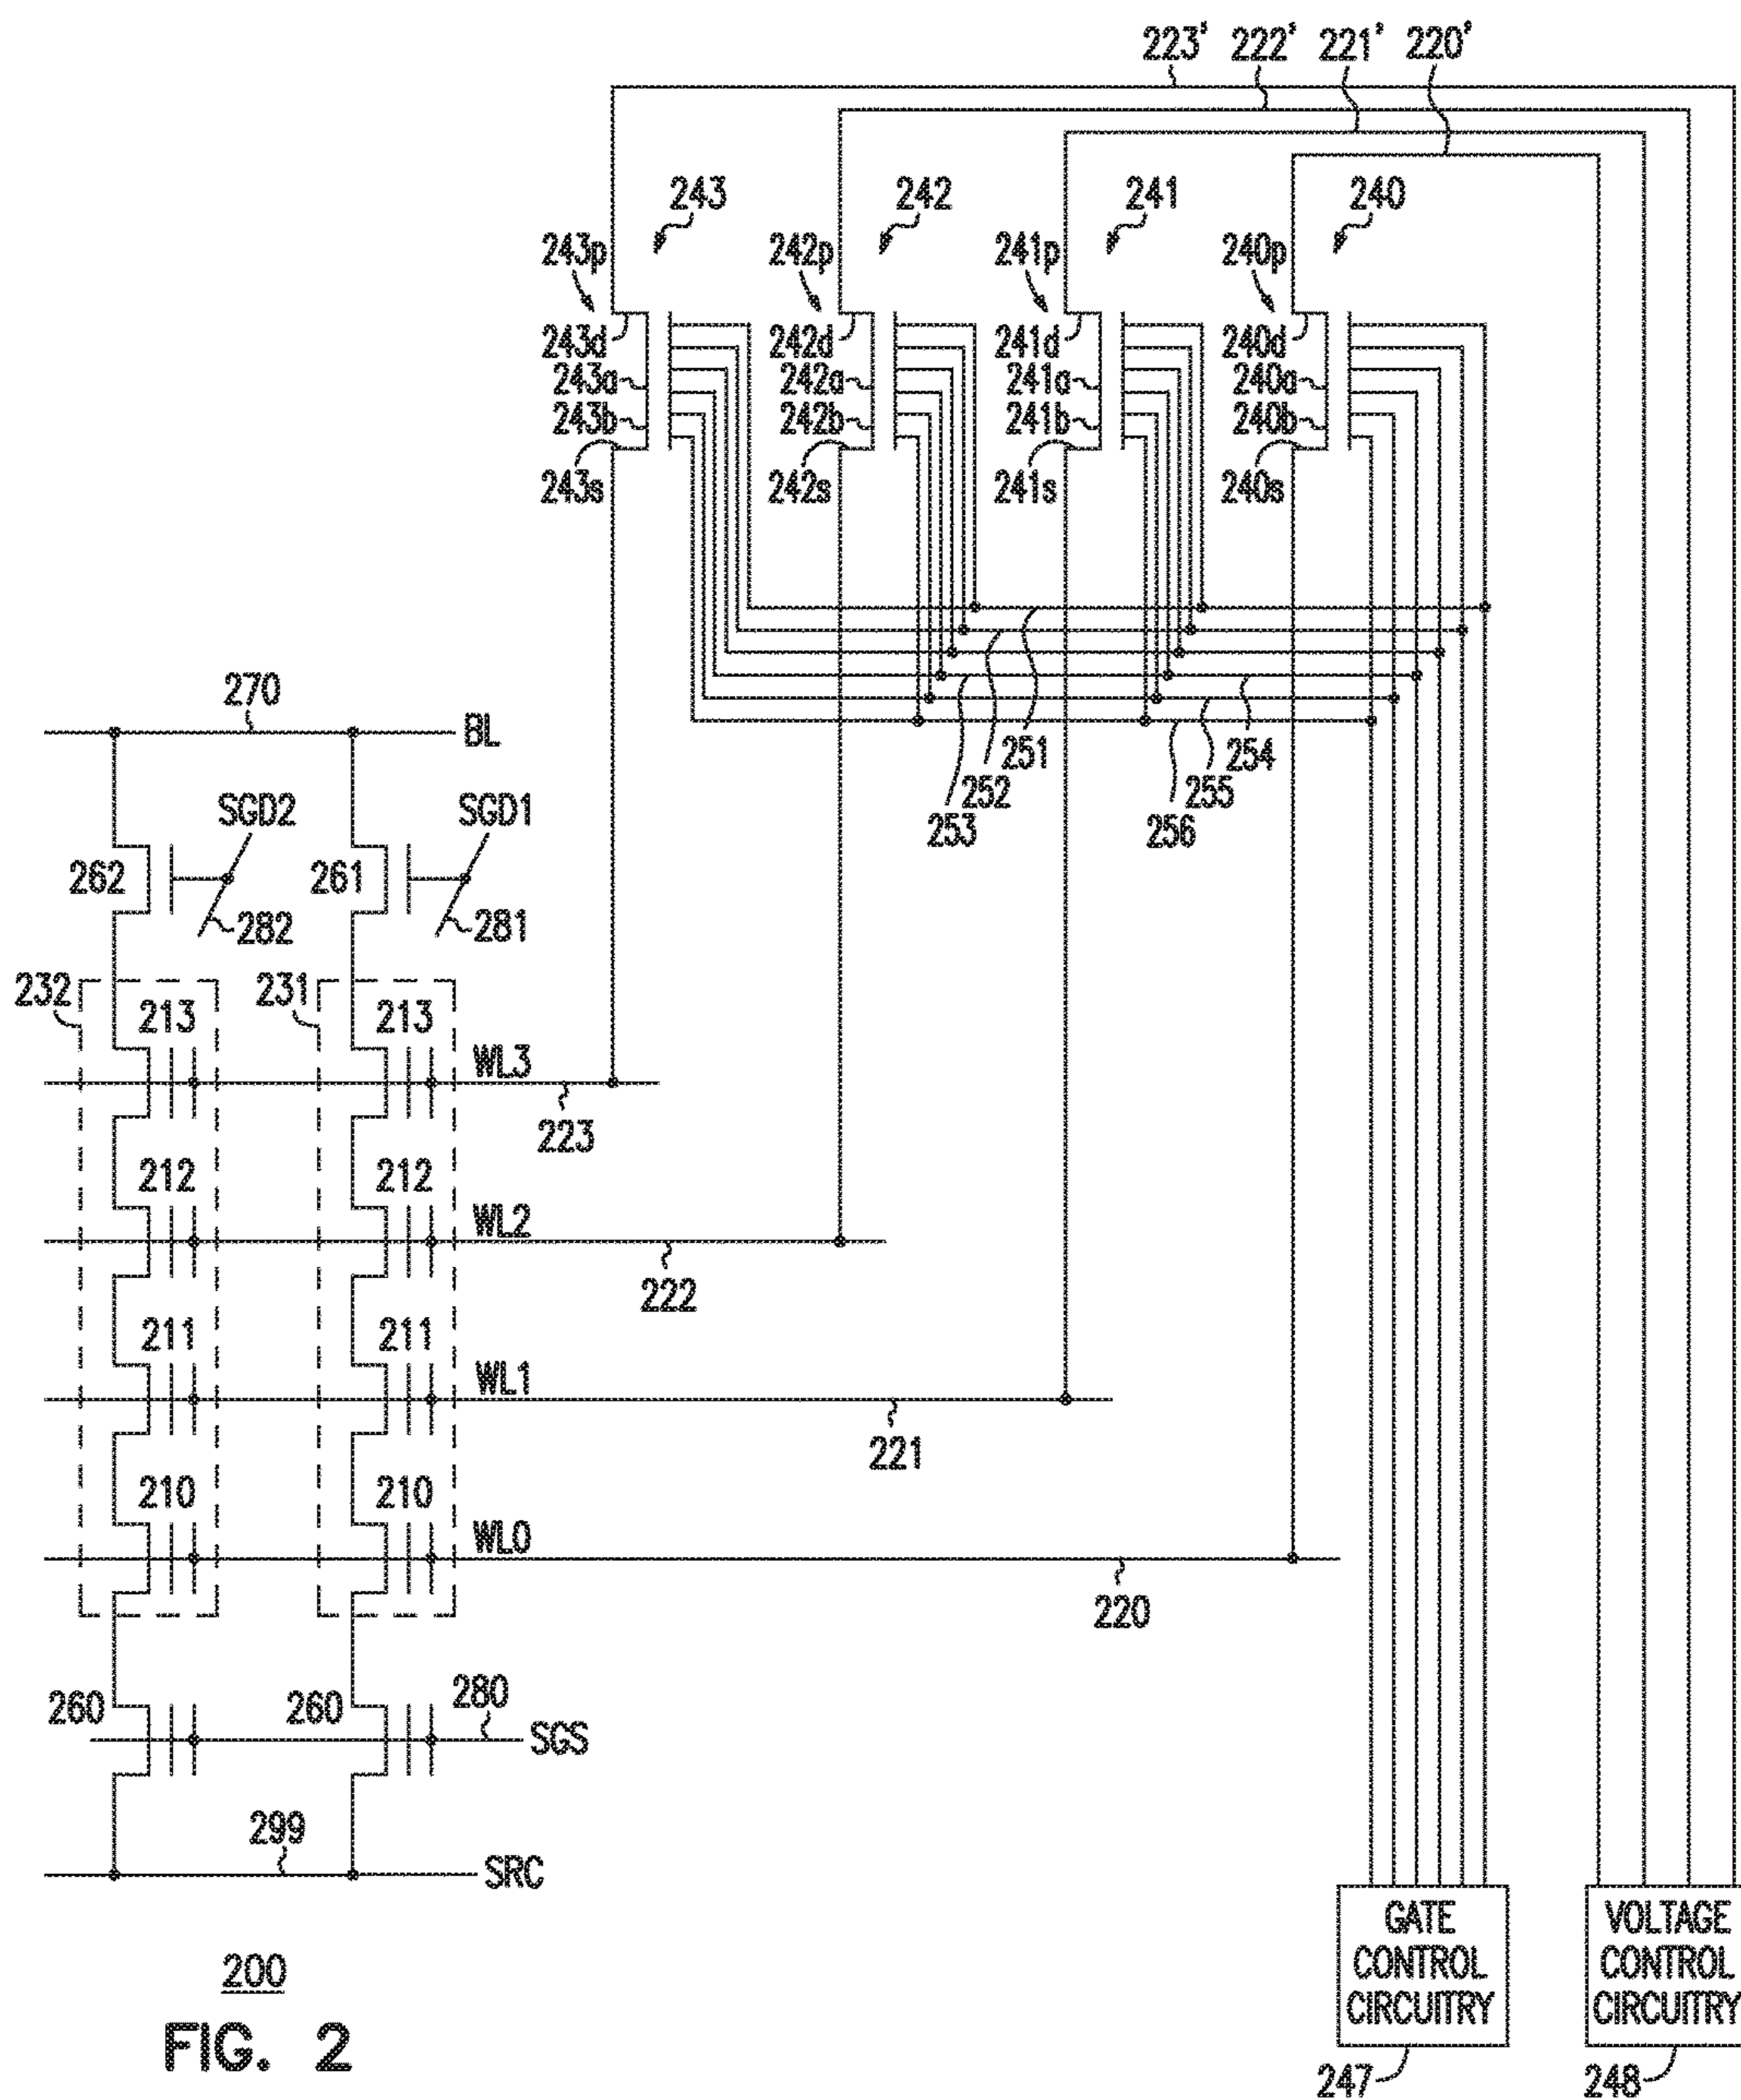 223' 222' 221' 220'
243 242 241 240
243p 242p 241p 240p
243d 242d 241d 240d
243a 242a 241a 240a
243b 242b 241b 240b
243s 242s 241s 240s
270
BL
251 254
252 255
253 256
SGD2 SGD1
262 261
282 281
232 231
213 213
WL3
223
212 212
WL2
222
211 211
WL1
221
210 210
WL0
220
260 260 280
SGS
299
SRC
GATE
CONTROL
CIRCUITRY
VOLTAGE
CONTROL
CIRCUITRY
247 248
200
FIG. 2